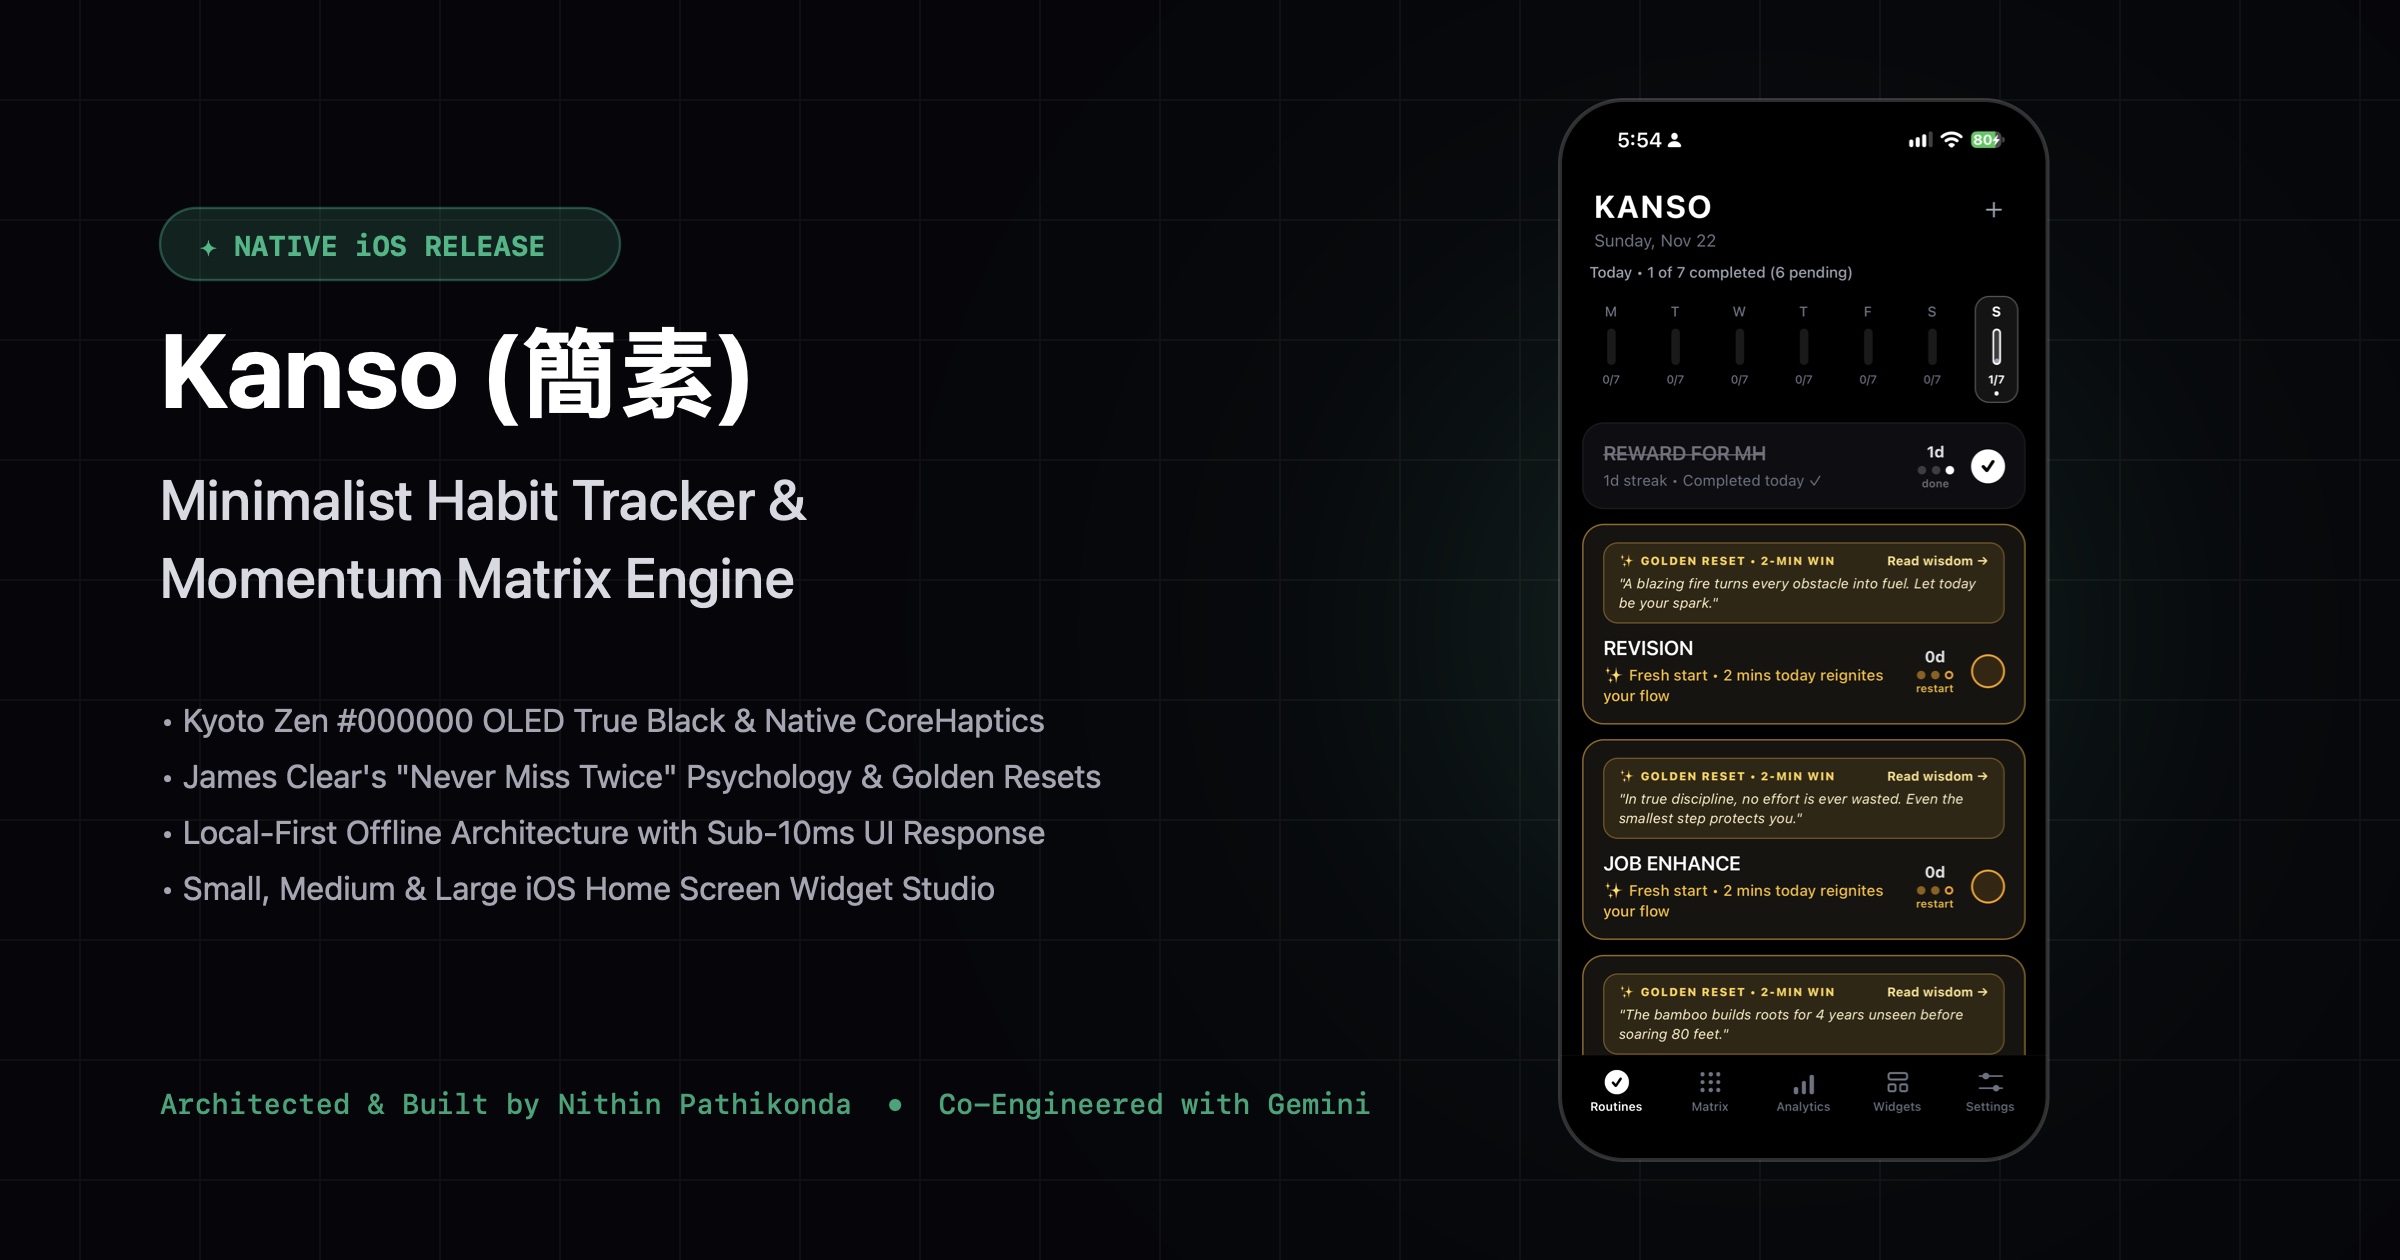 ✦ NATIVE iOS RELEASE
Kanso (簡素)
Minimalist Habit Tracker &
Momentum Matrix Engine
• Kyoto Zen #000000 OLED True Black & Native CoreHaptics
• James Clear's "Never Miss Twice" Psychology & Golden Resets
• Local-First Offline Architecture with Sub-10ms UI Response
• Small, Medium & Large iOS Home Screen Widget Studio
Architected & Built by Nithin Pathikonda • Co-Engineered with Gemini
5:54 80
KANSO +
Sunday, Nov 22
Today • 1 of 7 completed (6 pending)
M T W T F S S
0/7 0/7 0/7 0/7 0/7 0/7 1/7
REWARD FOR MH 1d
1d streak • Completed today ✓ done
✨ GOLDEN RESET • 2-MIN WIN Read wisdom →
"A blazing fire turns every obstacle into fuel. Let today
be your spark."
REVISION 0d
✨ Fresh start • 2 mins today reignites restart
your flow
✨ GOLDEN RESET • 2-MIN WIN Read wisdom →
"In true discipline, no effort is ever wasted. Even the
smallest step protects you."
JOB ENHANCE 0d
✨ Fresh start • 2 mins today reignites restart
your flow
✨ GOLDEN RESET • 2-MIN WIN Read wisdom →
"The bamboo builds roots for 4 years unseen before
soaring 80 feet."
Routines Matrix Analytics Widgets Settings